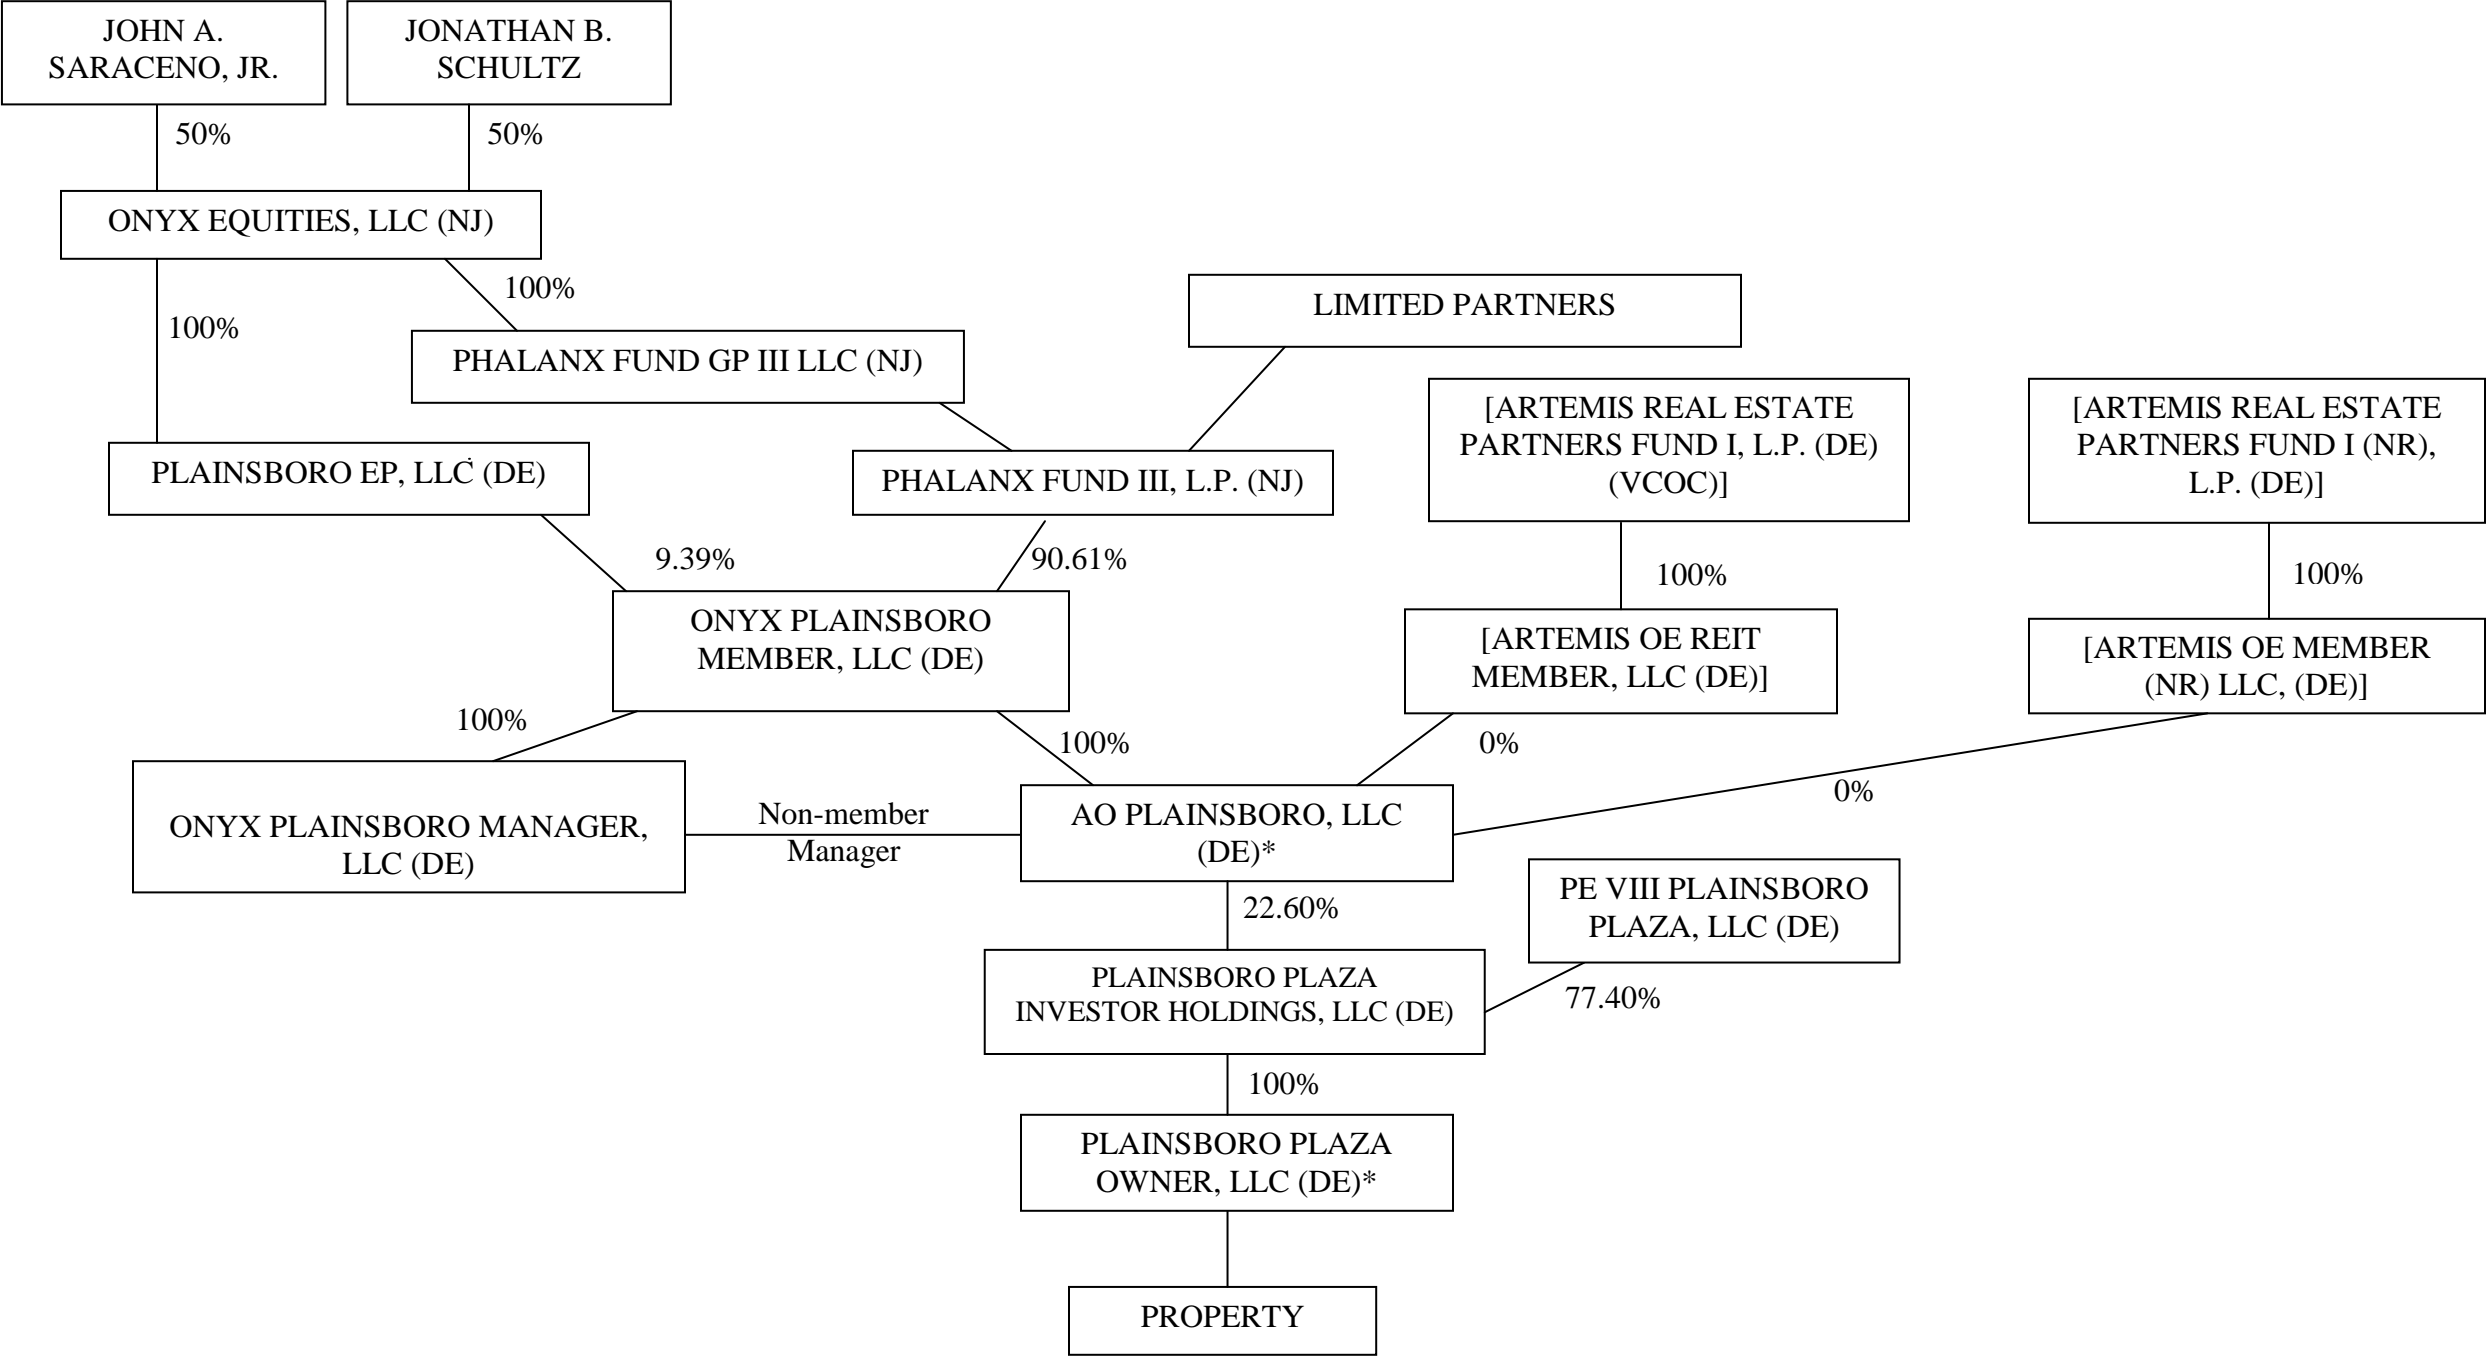 JOHN A.
SARACENO, JR.
JONATHAN B.
SCHULTZ
50%
50%
ONYX EQUITIES, LLC (NJ)
100%
100%
LIMITED PARTNERS
PHALANX FUND GP III LLC (NJ)
[ARTEMIS REAL ESTATE
PARTNERS FUND I, L.P. (DE)
(VCOC)]
[ARTEMIS REAL ESTATE
PARTNERS FUND I (NR),
L.P. (DE)]
PLAINSBORO EP, LLC (DE)
PHALANX FUND III, L.P. (NJ)
9.39%
90.61%
100%
100%
ONYX PLAINSBORO
MEMBER, LLC (DE)
[ARTEMIS OE REIT
MEMBER, LLC (DE)]
[ARTEMIS OE MEMBER
(NR) LLC, (DE)]
100%
100%
0%
0%
ONYX PLAINSBORO MANAGER,
LLC (DE)
Non-member
Manager
AO PLAINSBORO, LLC
(DE)*
PE VIII PLAINSBORO
PLAZA, LLC (DE)
22.60%
PLAINSBORO PLAZA
INVESTOR HOLDINGS, LLC (DE)
77.40%
100%
PLAINSBORO PLAZA
OWNER, LLC (DE)*
PROPERTY